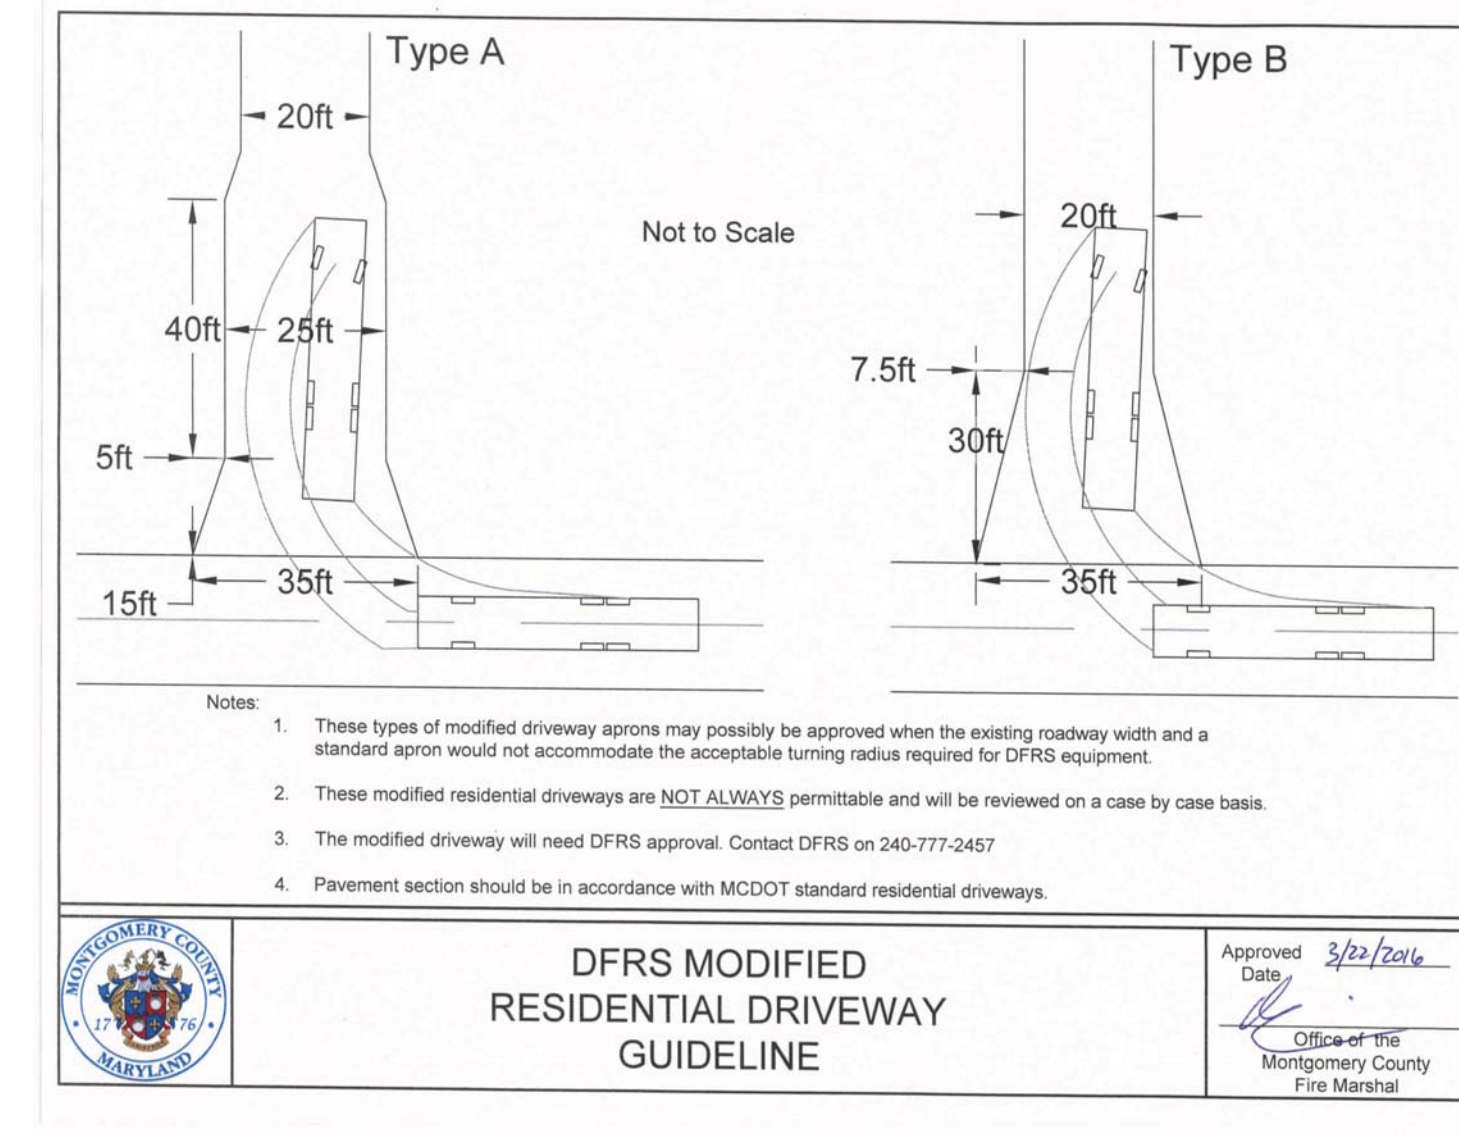 Type A
20ft
40ft
25ft
5ft
35ft
15ft
Not to Scale
Type B
20ft
7.5ft
30ft
35ft
Notes:
1. These types of modified driveway aprons may possibly be approved when the existing roadway width and a
standard apron would not accommodate the acceptable turning radius required for DFRS equipment.
2. These modified residential driveways are NOT ALWAYS permittable and will be reviewed on a case by case basis.
3. The modified driveway will need DFRS approval. Contact DFRS on 240-777-2457
4. Pavement section should be in accordance with MCDOT standard residential driveways.
MONTGOMERY COUNTY
17 76
MARYLAND
DFRS MODIFIED
RESIDENTIAL DRIVEWAY
GUIDELINE
Approved 3/22/2016
Date
Office of the
Montgomery County
Fire Marshal